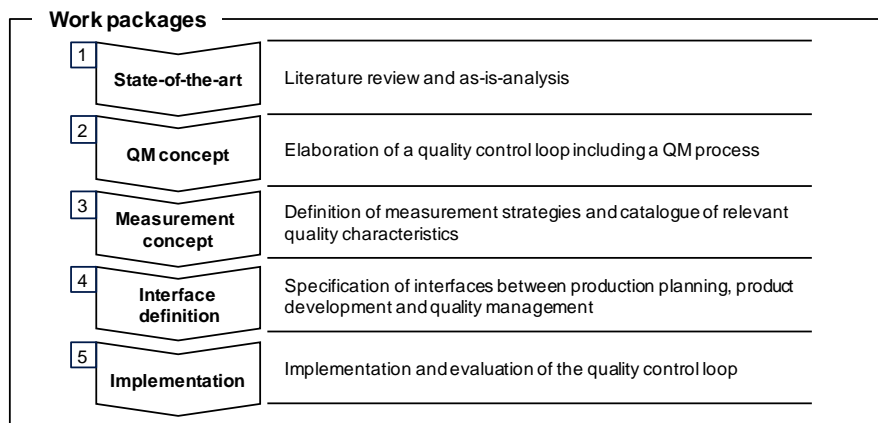 Work packages
1
State-of-the-art
Literature review and as-is-analysis
2
QM concept
Elaboration of a quality control loop including a QM process
3
Measurement
concept
Definition of measurement strategies and catalogue of relevant
quality characteristics
4
Interface
definition
Specification of interfaces between production planning, product
development and quality management
5
Implementation
Implementation and evaluation of the quality control loop